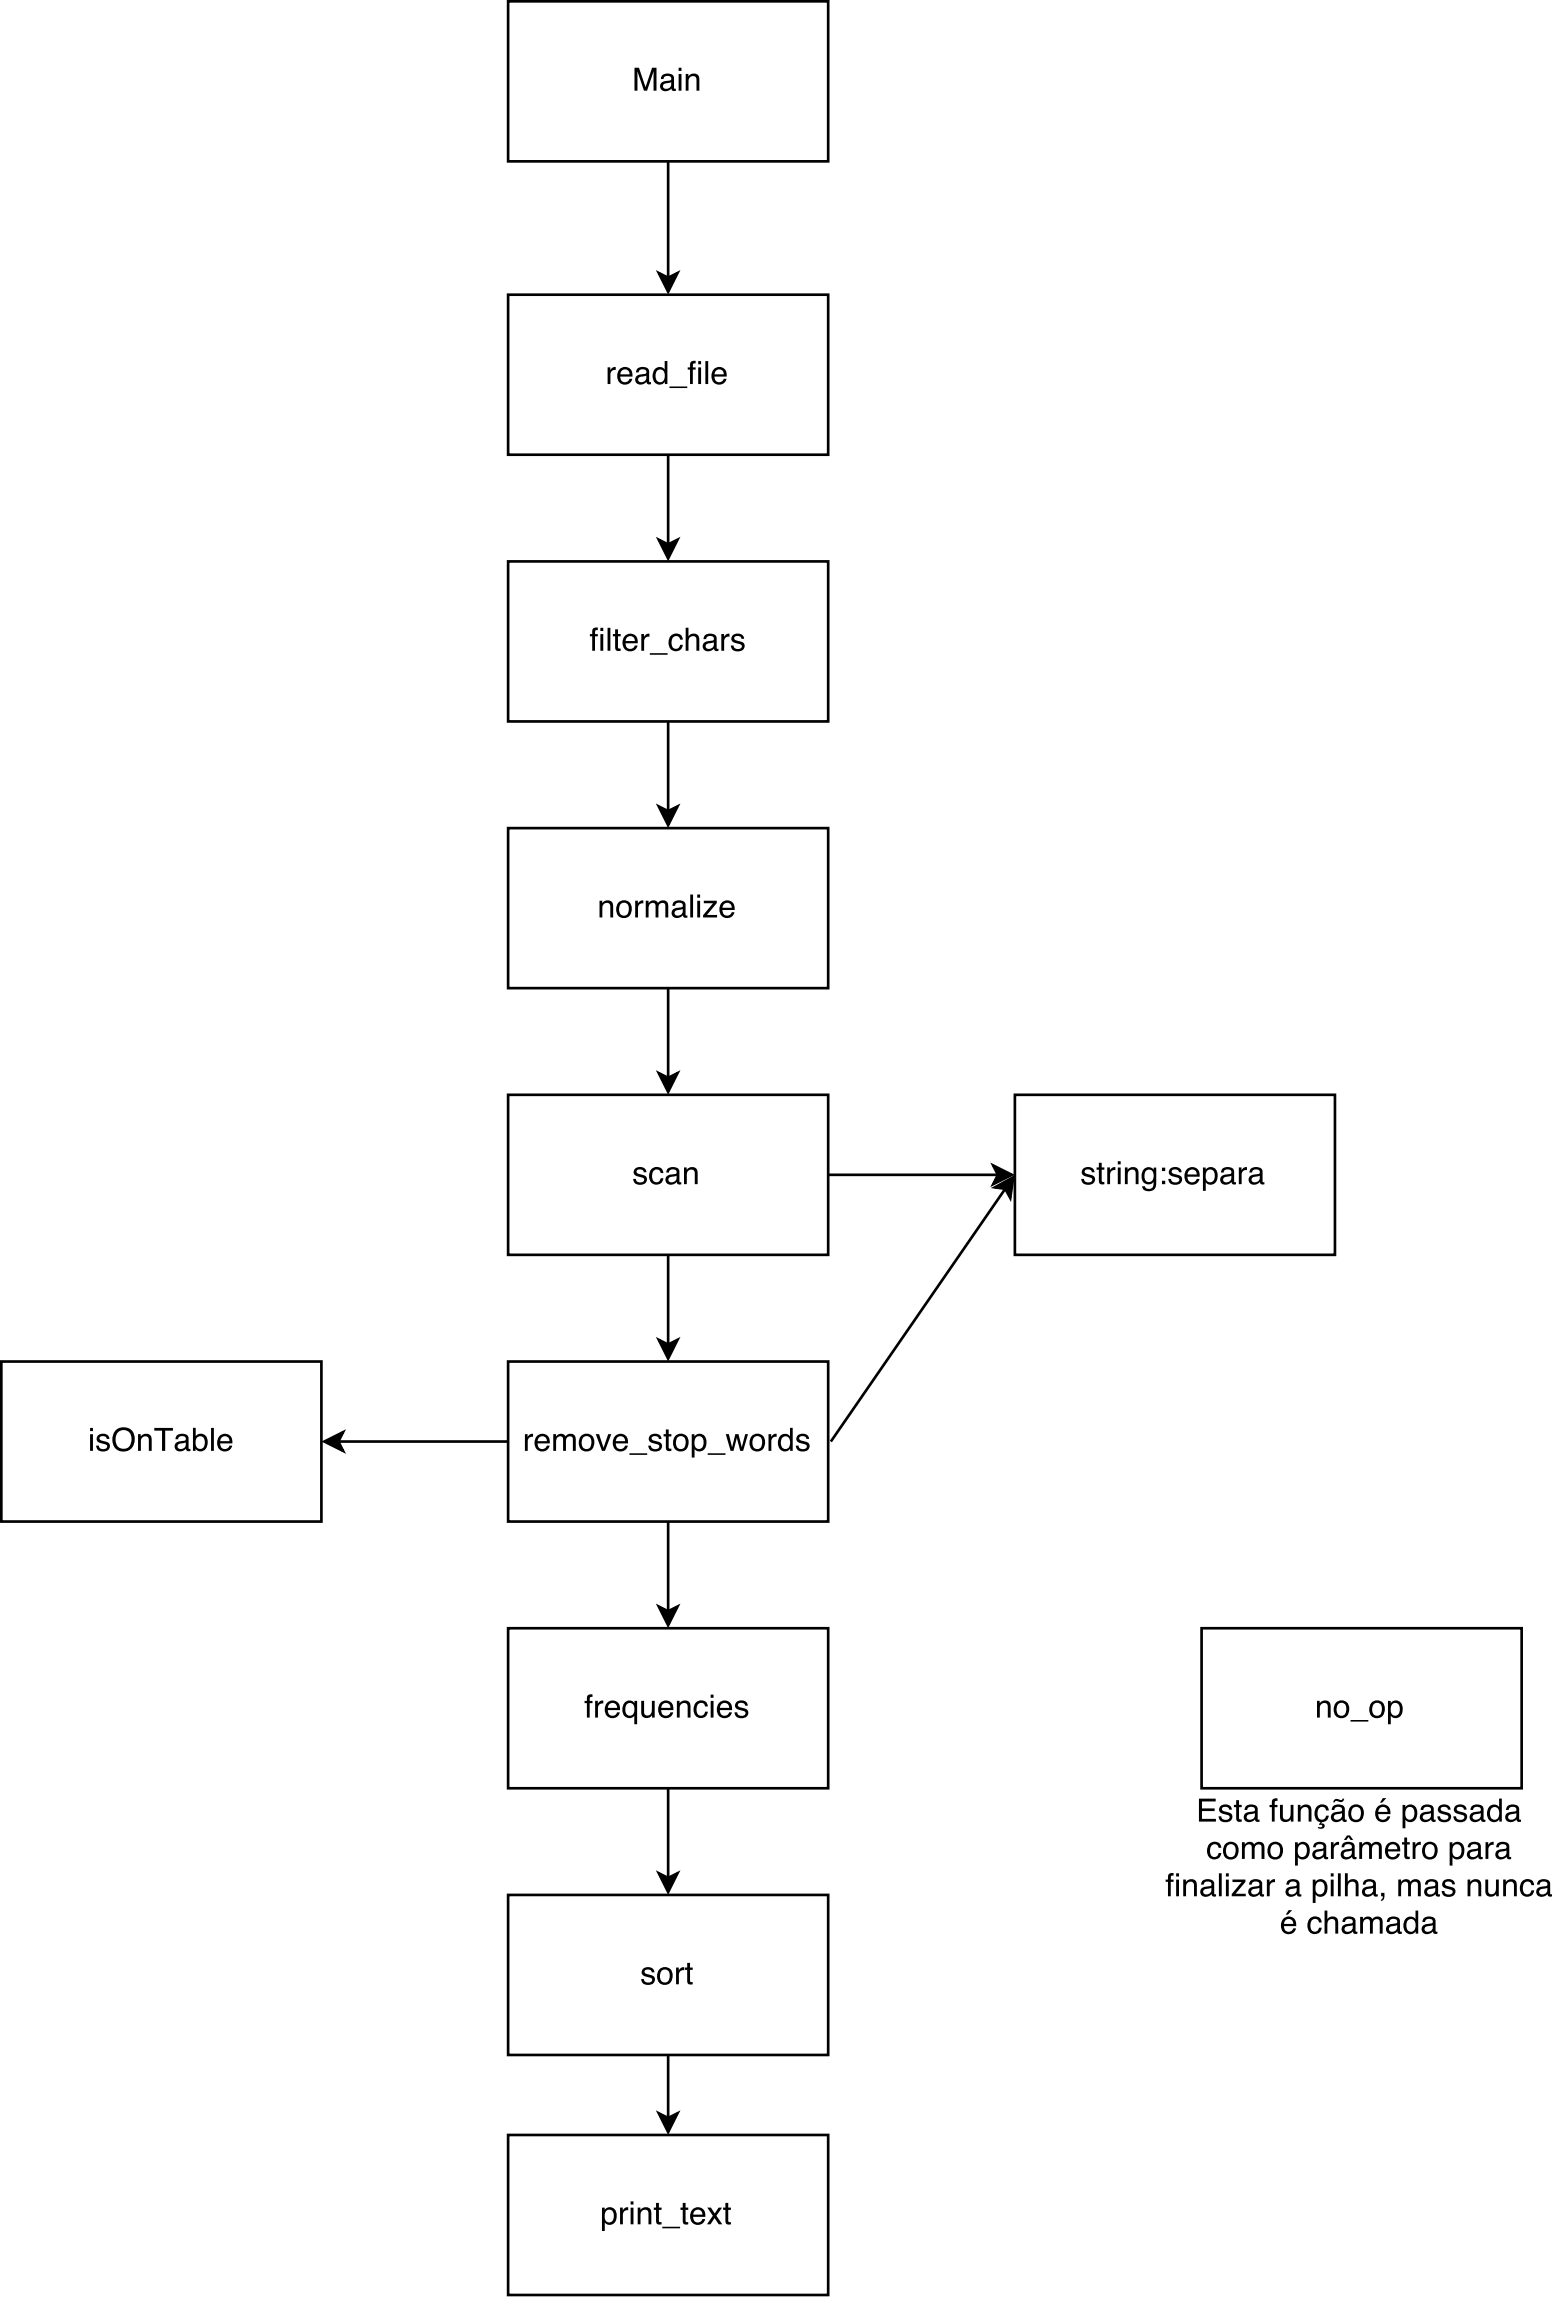 Main
read_file
filter_chars
normalize
scan
string:separa
isOnTable
remove_stop_words
frequencies
no_op
Esta função é passada
como parâmetro para
finalizar a pilha, mas nunca
é chamada
sort
print_text